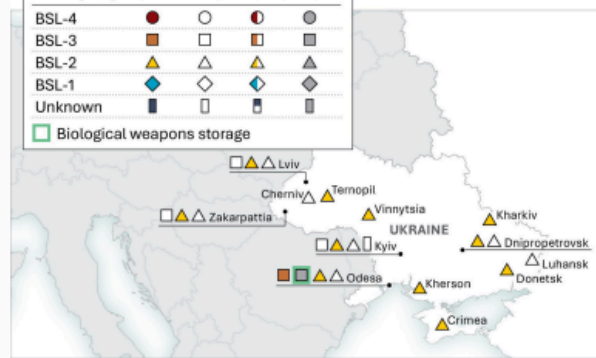 BSL-4
BSL-3
BSL-2
BSL-1
Unknown
Biological weapons storage
Lviv
Cherniv
Ternopil
Vinnytsia
Zakarpattia
UKRAINE
Kharkiv
Kyiv
Dnipropetrovsk
Luhansk
Donetsk
Odesa
Kherson
Crimea